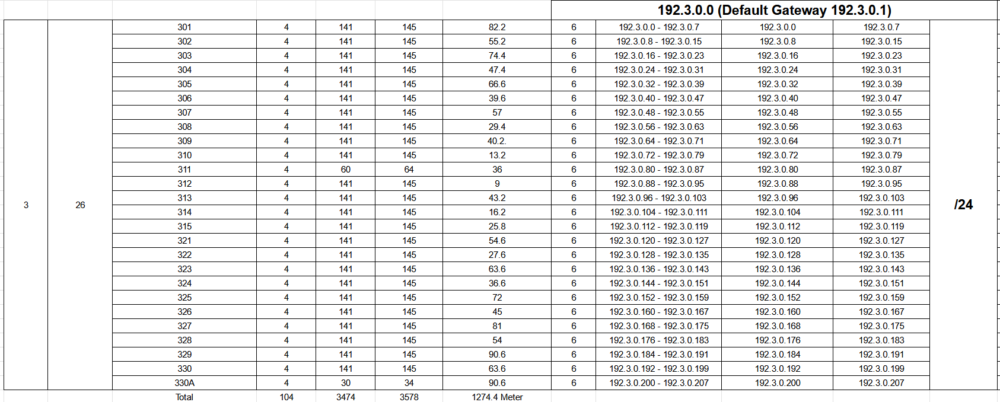 192.3.0.0 (Default Gateway 192.3.0.1)
301 4 141 145 82.2 6 192.3.0.0 - 192.3.0.7 192.3.0.0 192.3.0.7
302 4 141 145 55.2 6 192.3.0.8 - 192.3.0.15 192.3.0.8 192.3.0.15
303 4 141 145 74.4 6 192.3.0.16 - 192.3.0.23 192.3.0.16 192.3.0.23
304 4 141 145 47.4 6 192.3.0.24 - 192.3.0.31 192.3.0.24 192.3.0.31
305 4 141 145 66.6 6 192.3.0.32 - 192.3.0.39 192.3.0.32 192.3.0.39
306 4 141 145 39.6 6 192.3.0.40 - 192.3.0.47 192.3.0.40 192.3.0.47
307 4 141 145 57 6 192.3.0.48 - 192.3.0.55 192.3.0.48 192.3.0.55
308 4 141 145 29.4 6 192.3.0.56 - 192.3.0.63 192.3.0.56 192.3.0.63
309 4 141 145 40.2. 6 192.3.0.64 - 192.3.0.71 192.3.0.64 192.3.0.71
310 4 141 145 13.2 6 192.3.0.72 - 192.3.0.79 192.3.0.72 192.3.0.79
311 4 60 64 36 6 192.3.0.80 - 192.3.0.87 192.3.0.80 192.3.0.87
312 4 141 145 9 6 192.3.0.88 - 192.3.0.95 192.3.0.88 192.3.0.95
313 4 141 145 43.2 6 192.3.0.96 - 192.3.0.103 192.3.0.96 192.3.0.103
3 26 314 4 141 145 16.2 6 192.3.0.104 - 192.3.0.111 192.3.0.104 192.3.0.111 /24
315 4 141 145 25.8 6 192.3.0.112 - 192.3.0.119 192.3.0.112 192.3.0.119
321 4 141 145 54.6 6 192.3.0.120 - 192.3.0.127 192.3.0.120 192.3.0.127
322 4 141 145 27.6 6 192.3.0.128 - 192.3.0.135 192.3.0.128 192.3.0.135
323 4 141 145 63.6 6 192.3.0.136 - 192.3.0.143 192.3.0.136 192.3.0.143
324 4 141 145 36.6 6 192.3.0.144 - 192.3.0.151 192.3.0.144 192.3.0.151
325 4 141 145 72 6 192.3.0.152 - 192.3.0.159 192.3.0.152 192.3.0.159
326 4 141 145 45 6 192.3.0.160 - 192.3.0.167 192.3.0.160 192.3.0.167
327 4 141 145 81 6 192.3.0.168 - 192.3.0.175 192.3.0.168 192.3.0.175
328 4 141 145 54 6 192.3.0.176 - 192.3.0.183 192.3.0.176 192.3.0.183
329 4 141 145 90.6 6 192.3.0.184 - 192.3.0.191 192.3.0.184 192.3.0.191
330 4 141 145 63.6 6 192.3.0.192 - 192.3.0.199 192.3.0.192 192.3.0.199
330A 4 30 34 90.6 6 192.3.0.200 - 192.3.0.207 192.3.0.200 192.3.0.207
Total 104 3474 3578 1274.4 Meter